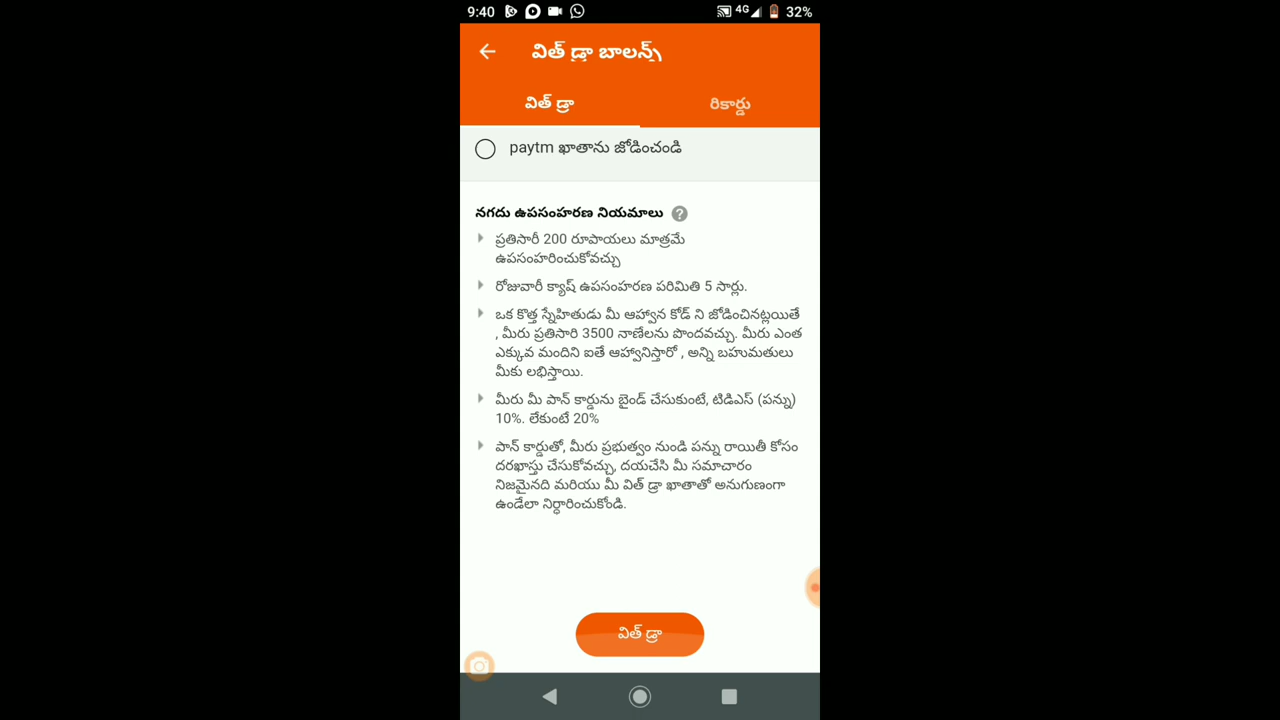 9:40
4G
32%
విత్ డ్రా బాలన్స్
విత్ డ్రా
రికార్డు
paytm ఖాతాను జోడించండి
నగదు ఉపసంహరణ నియమాలు ?
ప్రతిసారీ 200 రూపాయలు మాత్రమే
ఉపసంహరించుకోవచ్చు
రోజువారీ క్యాష్ ఉపసంహరణ పరిమితి 5 సార్లు.
ఒక కొత్త స్నేహితుడు మీ ఆహ్వాన కోడ్ ని జోడించినట్లయితే
, మీరు ప్రతిసారి 3500 నాణేలను పొందవచ్చు. మీరు ఎంత
ఎక్కువ మందిని ఐతే ఆహ్వానిస్తారో , అన్ని బహుమతులు
మీకు లభిస్తాయి.
మీరు మీ పాన్ కార్డును బైండ్ చేసుకుంటే, టిడిఎస్ (పన్ను)
10%. లేకుంటే 20%
పాన్ కార్డుతో, మీరు ప్రభుత్వం నుండి పన్ను రాయితీ కోసం
దరఖాస్తు చేసుకోవచ్చు, దయచేసి మీ సమాచారం
నిజమైనది మరియు మీ విత్ డ్రా ఖాతాతో అనుగుణంగా
ఉండేలా నిర్ధారించుకోండి.
విత్ డ్రా